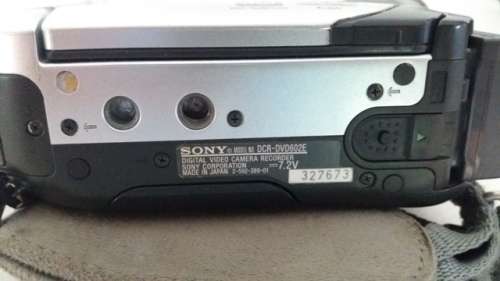 SONY MODEL NO. DCR-DVD602E
DIGITAL VIDEO CAMERA RECORDER
SONY CORPORATION 7.2V
MADE IN JAPAN
327673